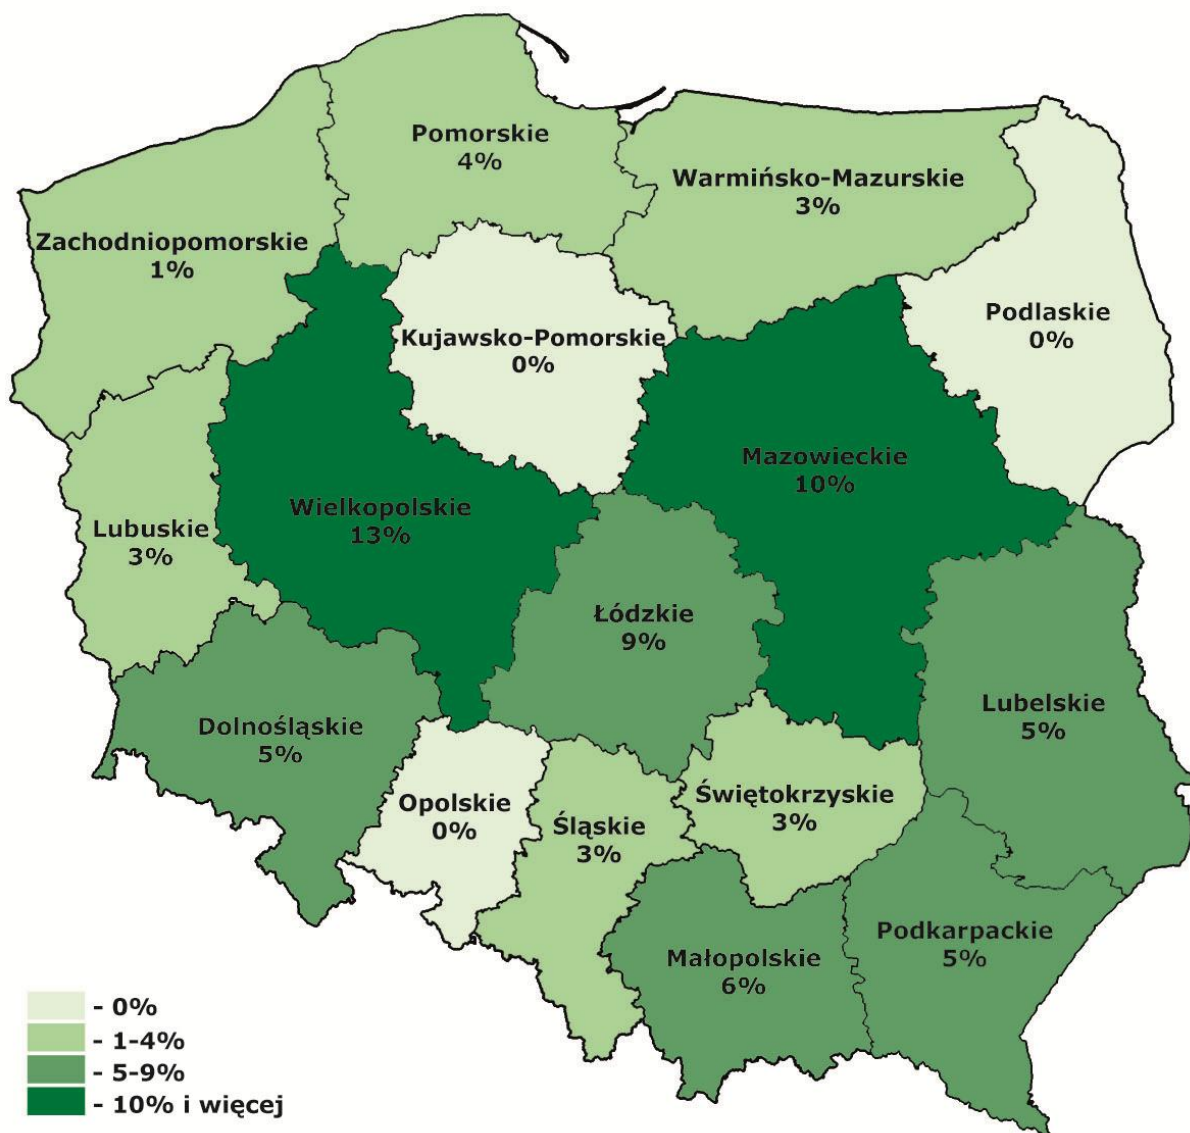 Pomorskie
4%
Warmińsko-Mazurskie
3%
Zachodniopomorskie
1%
Podlaskie
0%
Kujawsko-Pomorskie
0%
Mazowieckie
10%
Wielkopolskie
13%
Lubuskie
3%
Łódzkie
9%
Lubelskie
5%
Dolnośląskie
5%
Opolskie
0%
Śląskie
3%
Świętokrzyskie
3%
Podkarpackie
5%
Małopolskie
6%
- 0%
- 1-4%
- 5-9%
- 10% i więcej